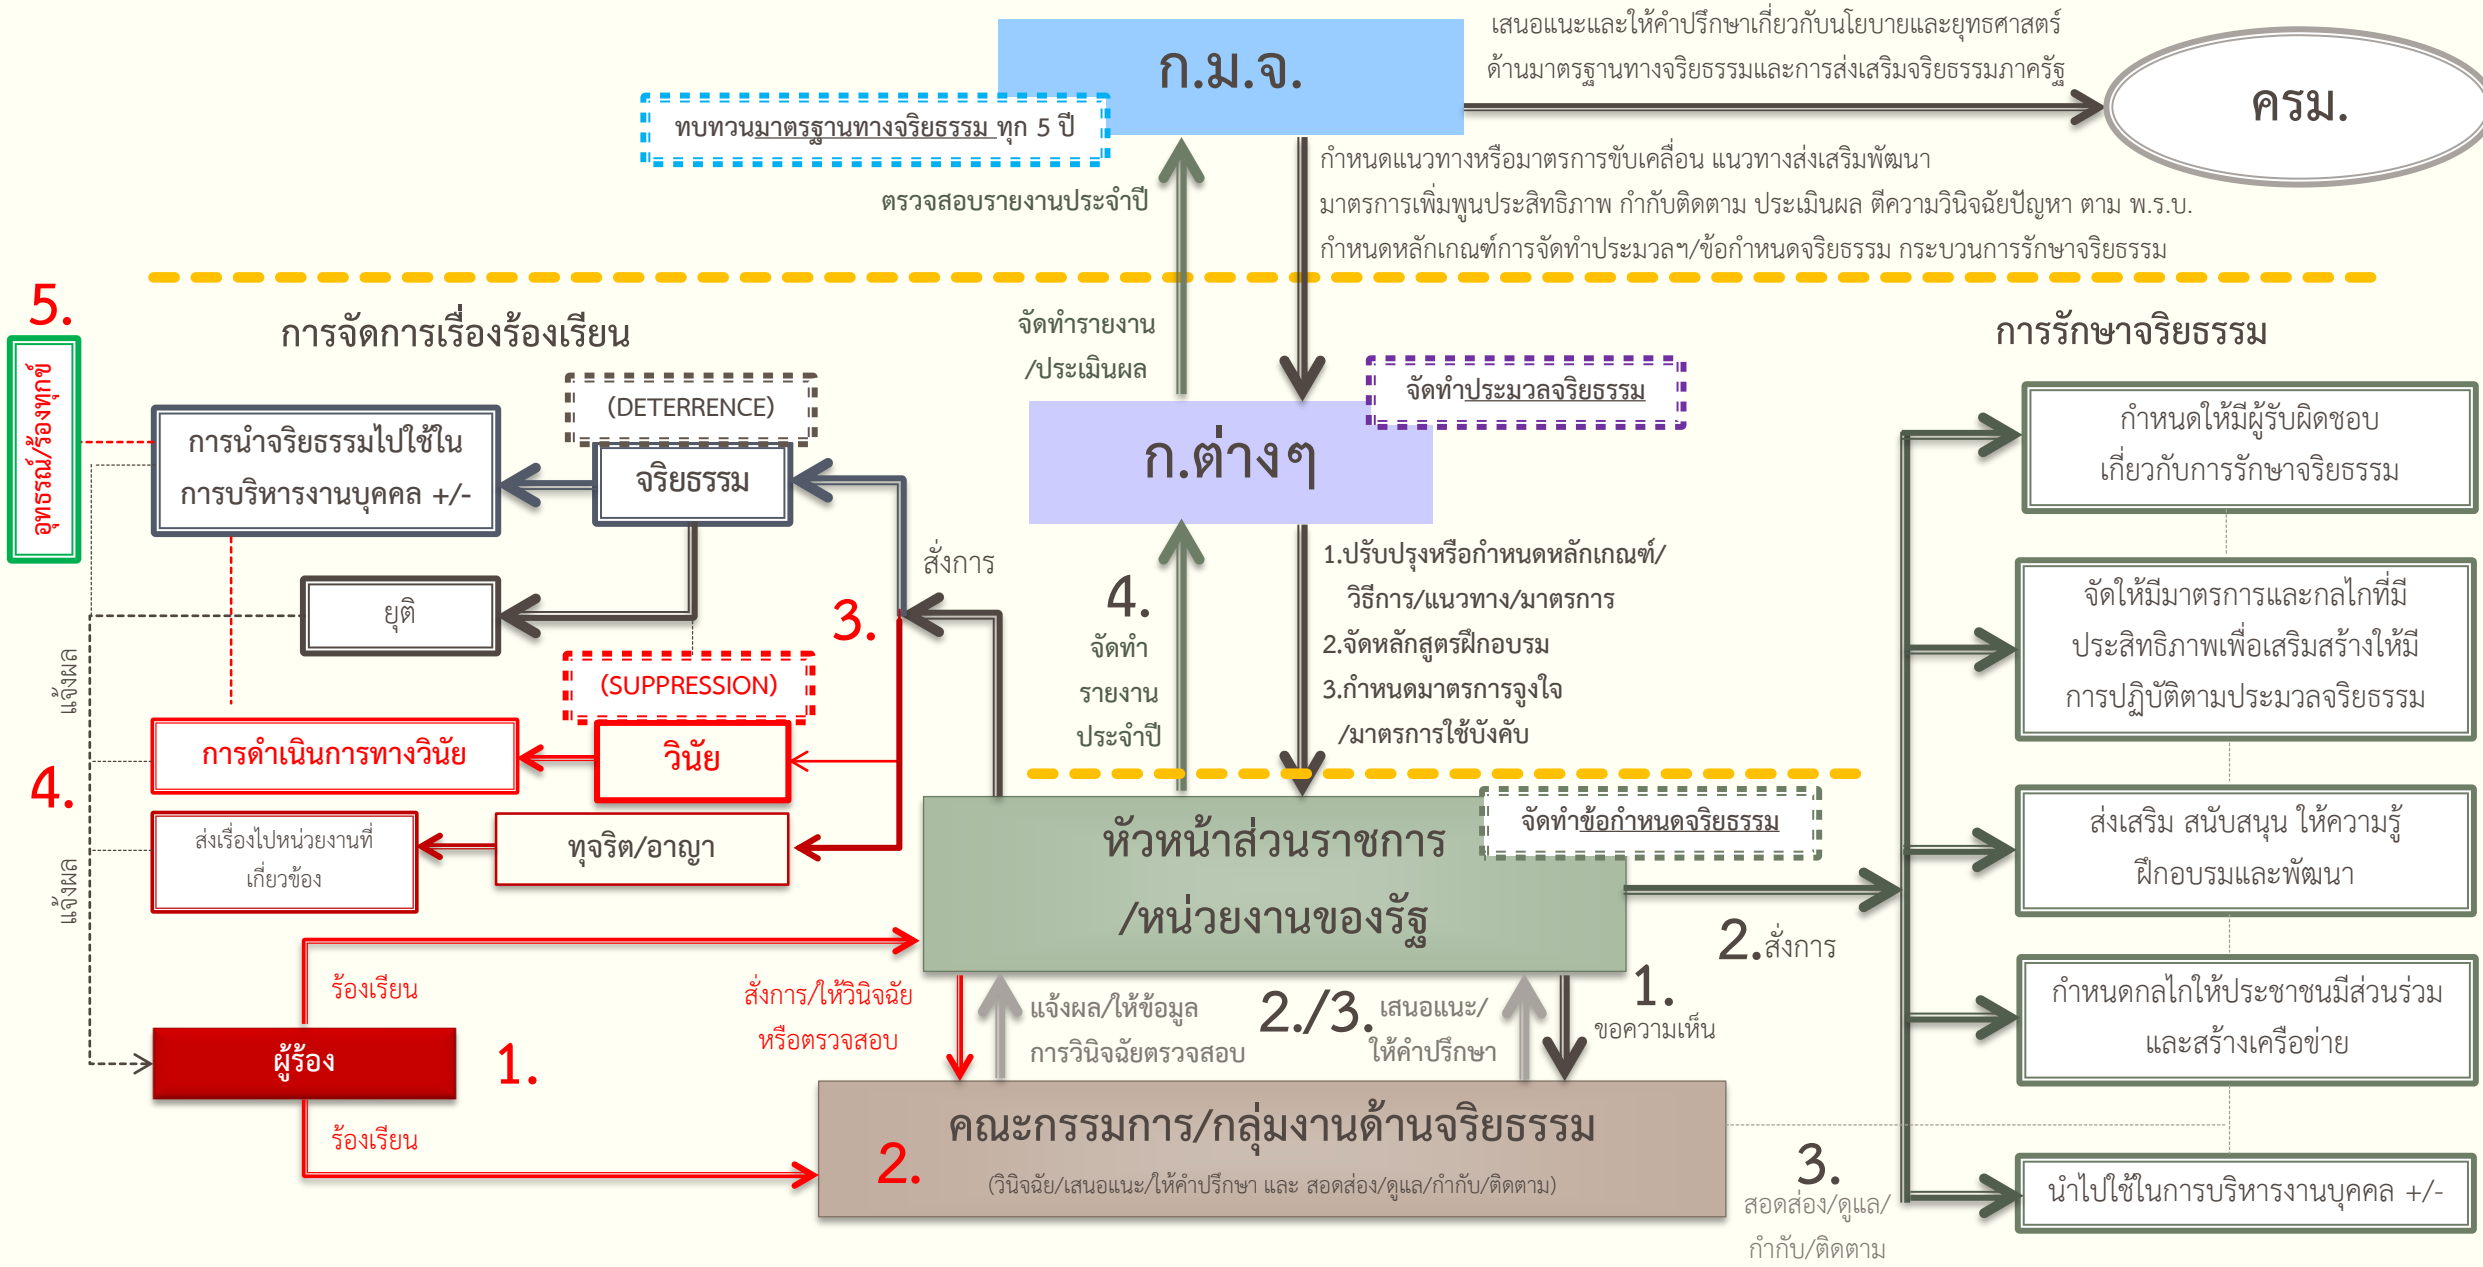 ก.ม.จ.
เสนอแนะและให้คำปรึกษาเกี่ยวกับนโยบายและยุทธศาสตร์
ด้านมาตรฐานทางจริยธรรมและการส่งเสริมจริยธรรมภาครัฐ
ครม.
ทบทวนมาตรฐานทางจริยธรรม ทุก 5 ปี
ตรวจสอบรายงานประจำปี
กำหนดแนวทางหรือมาตรการขับเคลื่อน แนวทางส่งเสริมพัฒนา
มาตรการเพิ่มพูนประสิทธิภาพ กำกับติดตาม ประเมินผล ตีความวินิจฉัยปัญหา ตาม พ.ร.บ.
กำหนดหลักเกณฑ์การจัดทำประมวลฯ/ข้อกำหนดจริยธรรม กระบวนการรักษาจริยธรรม
5.
อุทธรณ์/ร้องทุกข์
การจัดการเรื่องร้องเรียน
(DETERRENCE)
จริยธรรม
การนำจริยธรรมไปใช้ใน
การบริหารงานบุคคล +/-
ยุติ
สั่งการ
3.
(SUPPRESSION)
วินัย
การดำเนินการทางวินัย
ทุจริต/อาญา
ส่งเรื่องไปหน่วยงานที่
เกี่ยวข้อง
แจ้งผล
4.
แจ้งผล
จัดทำรายงาน
/ประเมินผล
จัดทำประมวลจริยธรรม
ก.ต่างๆ
4.
จัดทำ
รายงาน
ประจำปี
1.ปรับปรุงหรือกำหนดหลักเกณฑ์/
วิธีการ/แนวทาง/มาตรการ
2.จัดหลักสูตรฝึกอบรม
3.กำหนดมาตรการจูงใจ
/มาตรการใช้บังคับ
จัดทำข้อกำหนดจริยธรรม
หัวหน้าส่วนราชการ
/หน่วยงานของรัฐ
2.สั่งการ
ร้องเรียน
ผู้ร้อง
1.
ร้องเรียน
สั่งการ/ให้วินิจฉัย
หรือตรวจสอบ
แจ้งผล/ให้ข้อมูล
การวินิจฉัยตรวจสอบ
2./3.
เสนอแนะ/
ให้คำปรึกษา
1.
ขอความเห็น
2.
คณะกรรมการ/กลุ่มงานด้านจริยธรรม
(วินิจฉัย/เสนอแนะ/ให้คำปรึกษา และ สอดส่อง/ดูแล/กำกับ/ติดตาม)
3.
สอดส่อง/ดูแล/
กำกับ/ติดตาม
การรักษาจริยธรรม
กำหนดให้มีผู้รับผิดชอบ
เกี่ยวกับการรักษาจริยธรรม
จัดให้มีมาตรการและกลไกที่มี
ประสิทธิภาพเพื่อเสริมสร้างให้มี
การปฏิบัติตามประมวลจริยธรรม
ส่งเสริม สนับสนุน ให้ความรู้
ฝึกอบรมและพัฒนา
กำหนดกลไกให้ประชาชนมีส่วนร่วม
และสร้างเครือข่าย
นำไปใช้ในการบริหารงานบุคคล +/-